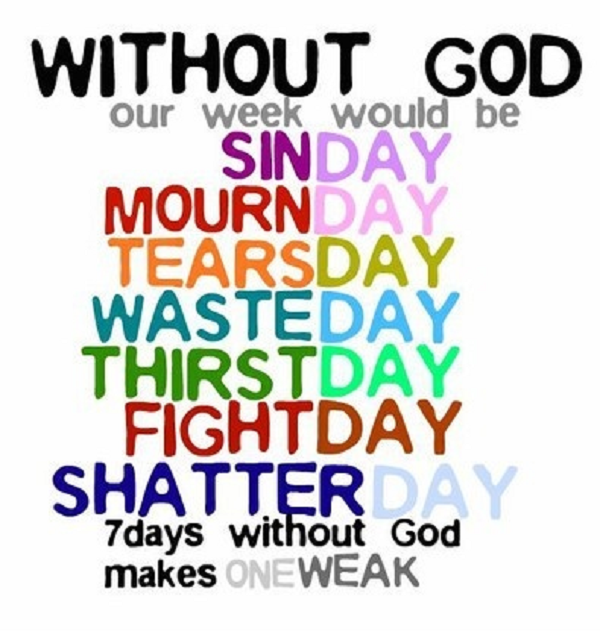 WITHOUT GOD
our week would be
SINDAY
MOURNDAY
TEARSDAY
WASTEDAY
THIRSTDAY
FIGHTDAY
SHATTERDAY
7days without God
makes ONEWEAK